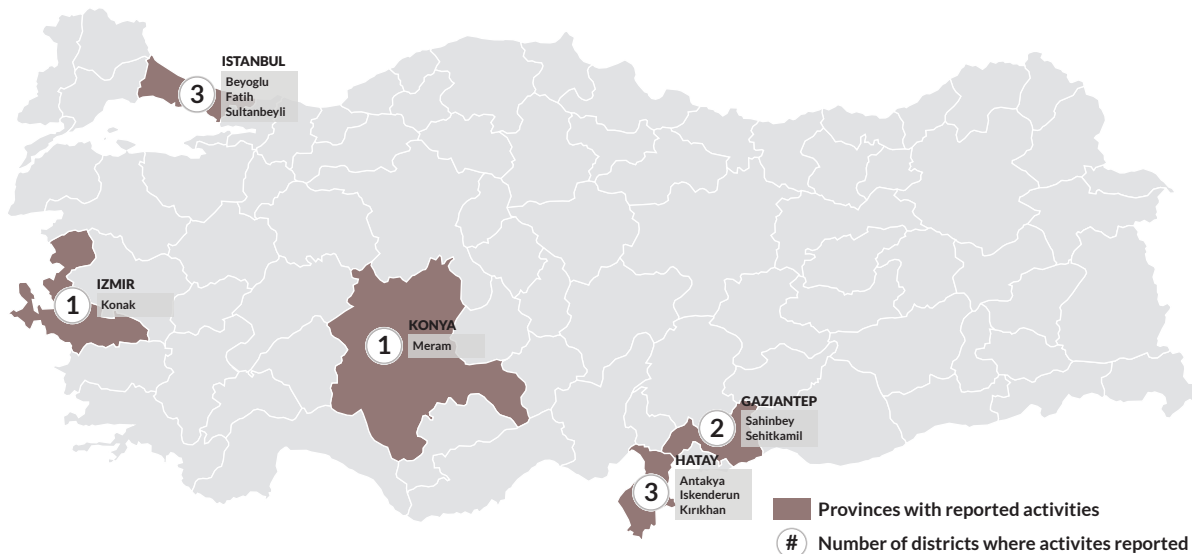 ISTANBUL
3
Beyoglu
Fatih
Sultanbeyli
IZMIR
1
Konak
KONYA
1
Meram
GAZIANTEP
2
Sahinbey
Sehitkamil
HATAY
3
Antakya
Iskenderun
Kırıkhan
Provinces with reported activities
# Number of districts where activites reported